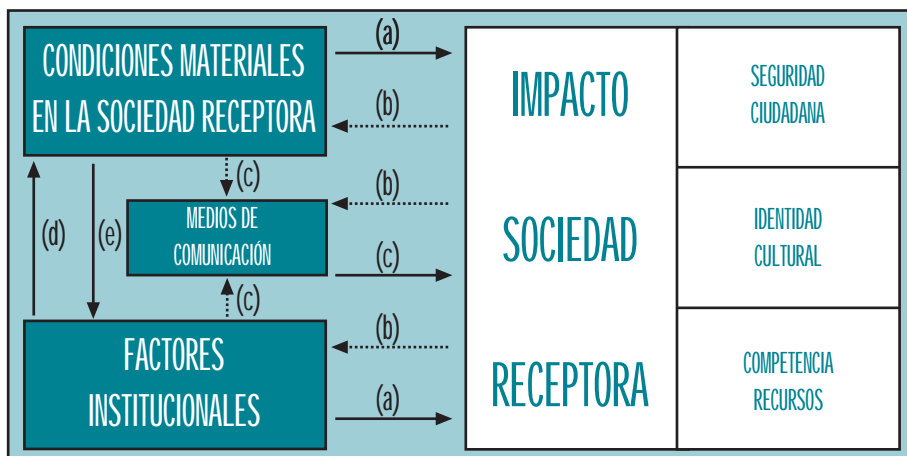 CONDICIONES MATERIALES
EN LA SOCIEDAD RECEPTORA
(a)
(b)
(c)
(b)
MEDIOS DE
COMUNICACIÓN
(c)
(d)
(e)
(c)
(b)
FACTORES
INSTITUCIONALES
(a)
IMPACTO
SOCIEDAD
RECEPTORA
SEGURIDAD
CIUDADANA
IDENTIDAD
CULTURAL
COMPETENCIA
RECURSOS